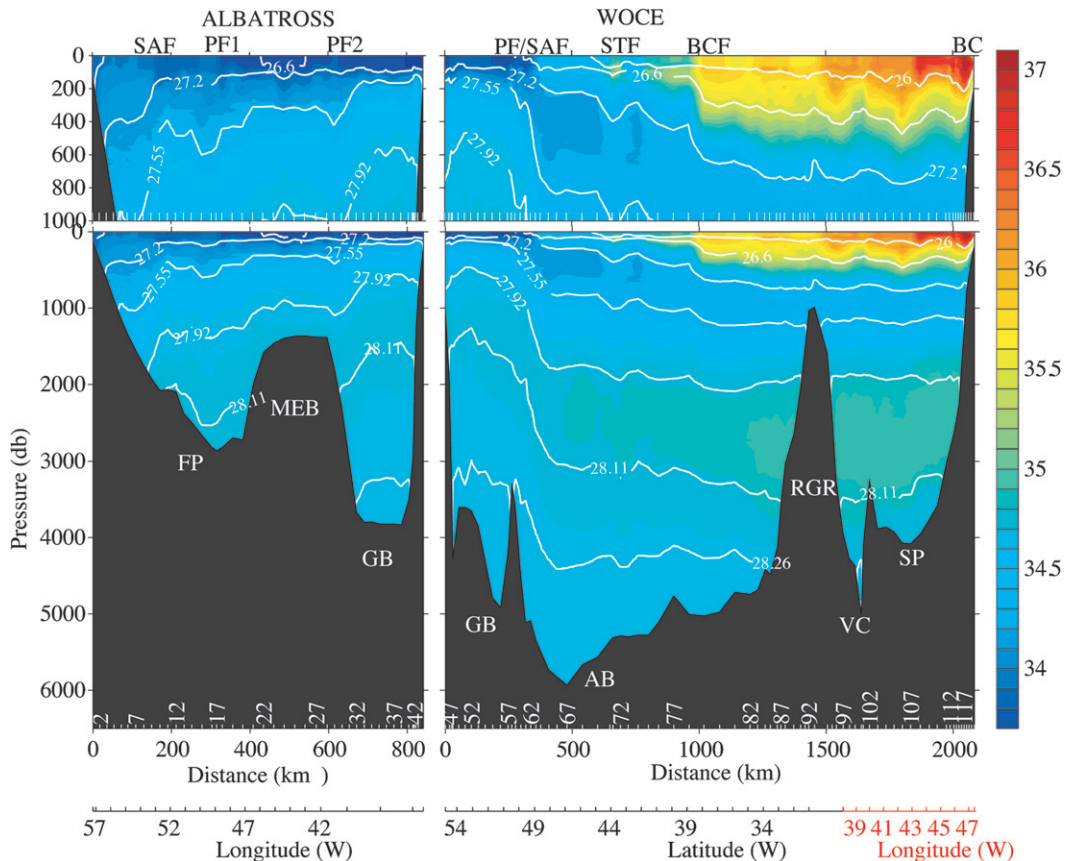 ALBATROSS WOCE
SAF PF1 PF2 PF/SAF STF BCF BC
0
200
400
600
800
1000
27.2 26.6
27.55
27.92
27.55 27.2 26.6 26
27.92 27.2
0
1000
2000
3000
4000
5000
6000
Pressure (db)
27.2
27.55
27.55
27.92
27.92
28.11
28.11
MEB
FP
GB
27.2 26
26.6
27.55
27.92
28.11 28.11
28.26
RGR
SP
GB
VC
AB
2 7 12 17 22 27 32 37 42
47 52 57 62 67 72 77 82 87 92 97 102 107 112 117
0 200 400 600 800
Distance (km )
0 500 1000 1500 2000
Distance (km)
57 52 47 42
Longitude (W)
54 49 44 39 34
Latitude (W)
39 41 43 45 47
Longitude (W)
37
36.5
36
35.5
35
34.5
34